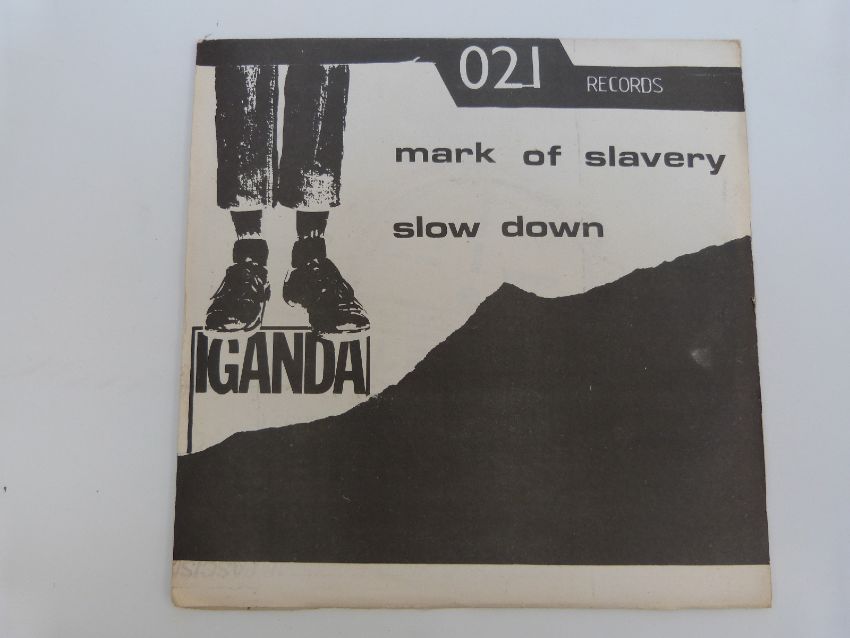 021 RECORDS
mark of slavery
slow down
IGANDA